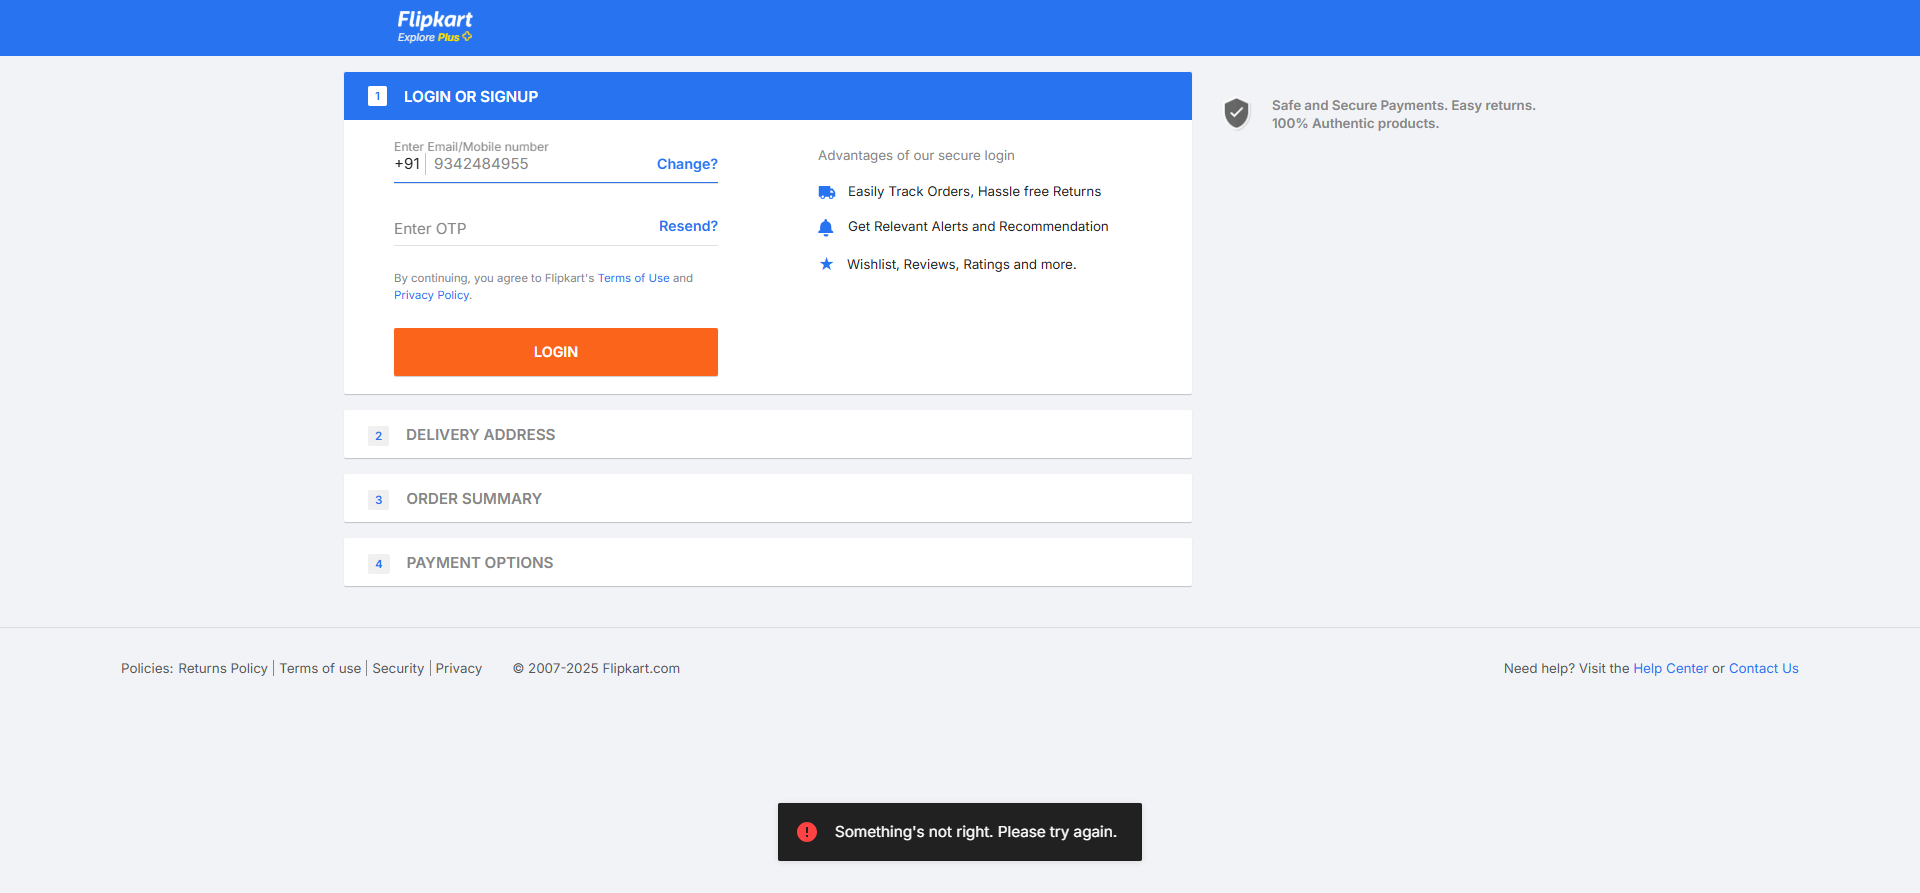 Flipkart
Explore Plus
1 LOGIN OR SIGNUP
Enter Email/Mobile number
+91 9342484955 Change?
Enter OTP Resend?
By continuing, you agree to Flipkart's Terms of Use and
Privacy Policy.
LOGIN
Advantages of our secure login
Easily Track Orders, Hassle free Returns
Get Relevant Alerts and Recommendation
Wishlist, Reviews, Ratings and more.
Safe and Secure Payments. Easy returns.
100% Authentic products.
2 DELIVERY ADDRESS
3 ORDER SUMMARY
4 PAYMENT OPTIONS
Policies: Returns Policy | Terms of use | Security | Privacy © 2007-2025 Flipkart.com
Need help? Visit the Help Center or Contact Us
Something's not right. Please try again.